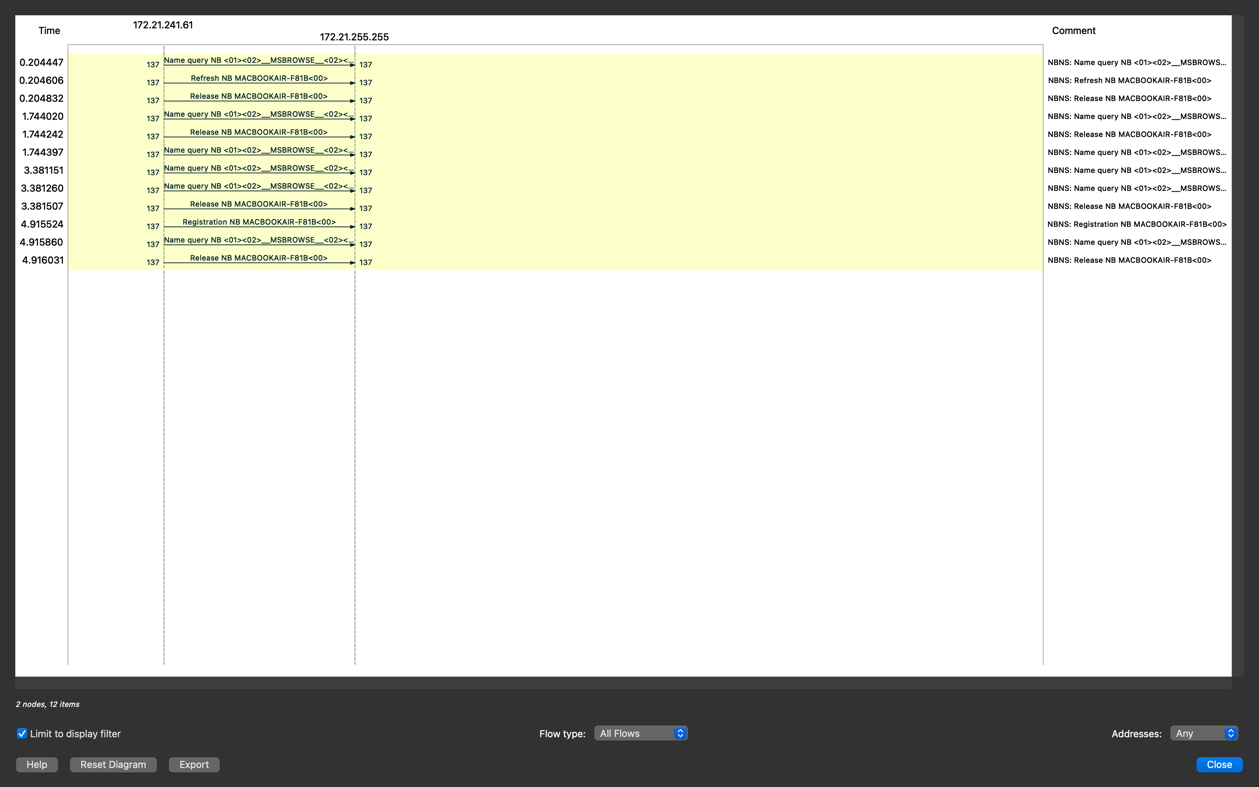 172.21.241.61
Time
Comment
172.21.255.255
0.204447 137 Name query NB <01><02>__MSBROWSE__<02><… 137 NBNS: Name query NB <01><02>__MSBROWS…
0.204606 137 Refresh NB MACBOOKAIR-F81B<00> 137 NBNS: Refresh NB MACBOOKAIR-F81B<00>
0.204832 137 Release NB MACBOOKAIR-F81B<00> 137 NBNS: Release NB MACBOOKAIR-F81B<00>
1.744020 137 Name query NB <01><02>__MSBROWSE__<02><… 137 NBNS: Name query NB <01><02>__MSBROWS…
1.744242 137 Release NB MACBOOKAIR-F81B<00> 137 NBNS: Release NB MACBOOKAIR-F81B<00>
1.744397 137 Name query NB <01><02>__MSBROWSE__<02><… 137 NBNS: Name query NB <01><02>__MSBROWS…
3.381151 137 Name query NB <01><02>__MSBROWSE__<02><… 137 NBNS: Name query NB <01><02>__MSBROWS…
3.381260 137 Name query NB <01><02>__MSBROWSE__<02><… 137 NBNS: Name query NB <01><02>__MSBROWS…
3.381507 137 Release NB MACBOOKAIR-F81B<00> 137 NBNS: Release NB MACBOOKAIR-F81B<00>
4.915524 137 Registration NB MACBOOKAIR-F81B<00> 137 NBNS: Registration NB MACBOOKAIR-F81B<00>
4.915860 137 Name query NB <01><02>__MSBROWSE__<02><… 137 NBNS: Name query NB <01><02>__MSBROWS…
4.916031 137 Release NB MACBOOKAIR-F81B<00> 137 NBNS: Release NB MACBOOKAIR-F81B<00>
2 nodes, 12 items
Limit to display filter Flow type: All Flows Addresses: Any
Help Reset Diagram Export Close